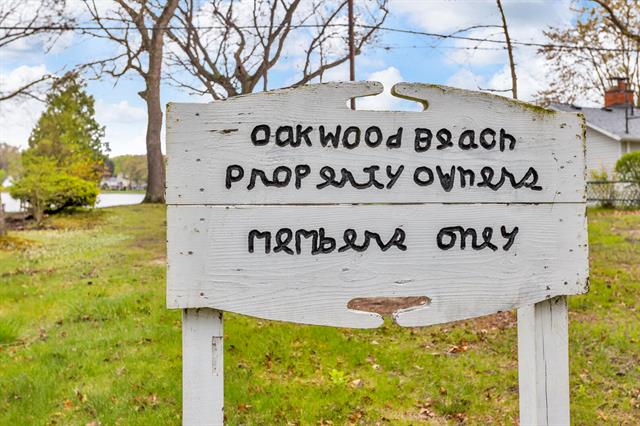 Oakwood Beach
Property Owners
Members Only